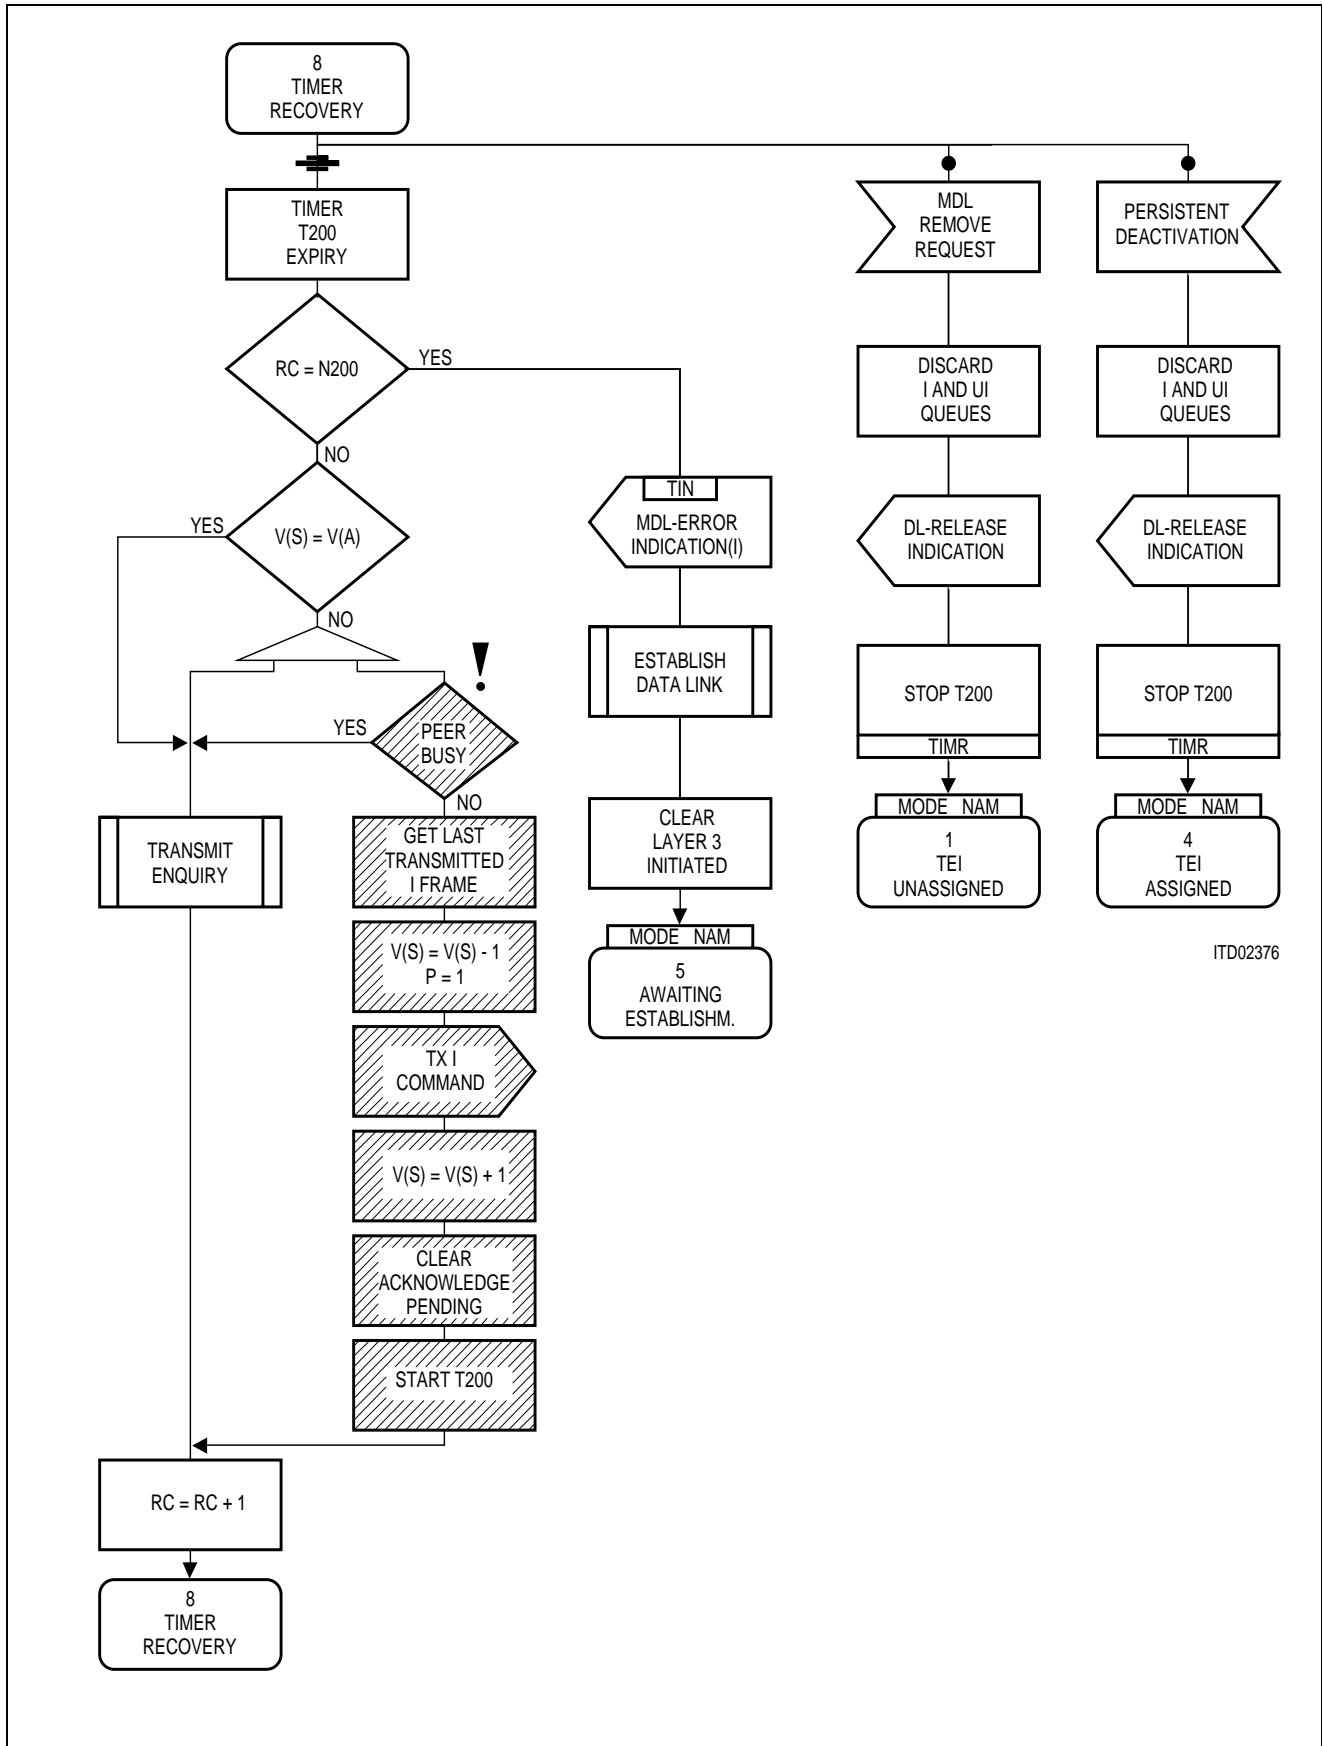 8
TIMER
RECOVERY
TIMER
T200
EXPIRY
RC = N200
YES
NO
V(S) = V(A)
YES
NO
PEER
BUSY
YES
NO
TRANSMIT
ENQUIRY
GET LAST
TRANSMITTED
I FRAME
V(S) = V(S) - 1
P = 1
TX I
COMMAND
V(S) = V(S) + 1
CLEAR
ACKNOWLEDGE
PENDING
START T200
RC = RC + 1
8
TIMER
RECOVERY
TIN
MDL-ERROR
INDICATION(I)
ESTABLISH
DATA LINK
CLEAR
LAYER 3
INITIATED
MODE NAM
5
AWAITING
ESTABLISHM.
MDL
REMOVE
REQUEST
DISCARD
I AND UI
QUEUES
DL-RELEASE
INDICATION
STOP T200
TIMR
MODE NAM
1
TEI
UNASSIGNED
PERSISTENT
DEACTIVATION
DISCARD
I AND UI
QUEUES
DL-RELEASE
INDICATION
STOP T200
TIMR
MODE NAM
4
TEI
ASSIGNED
ITD02376